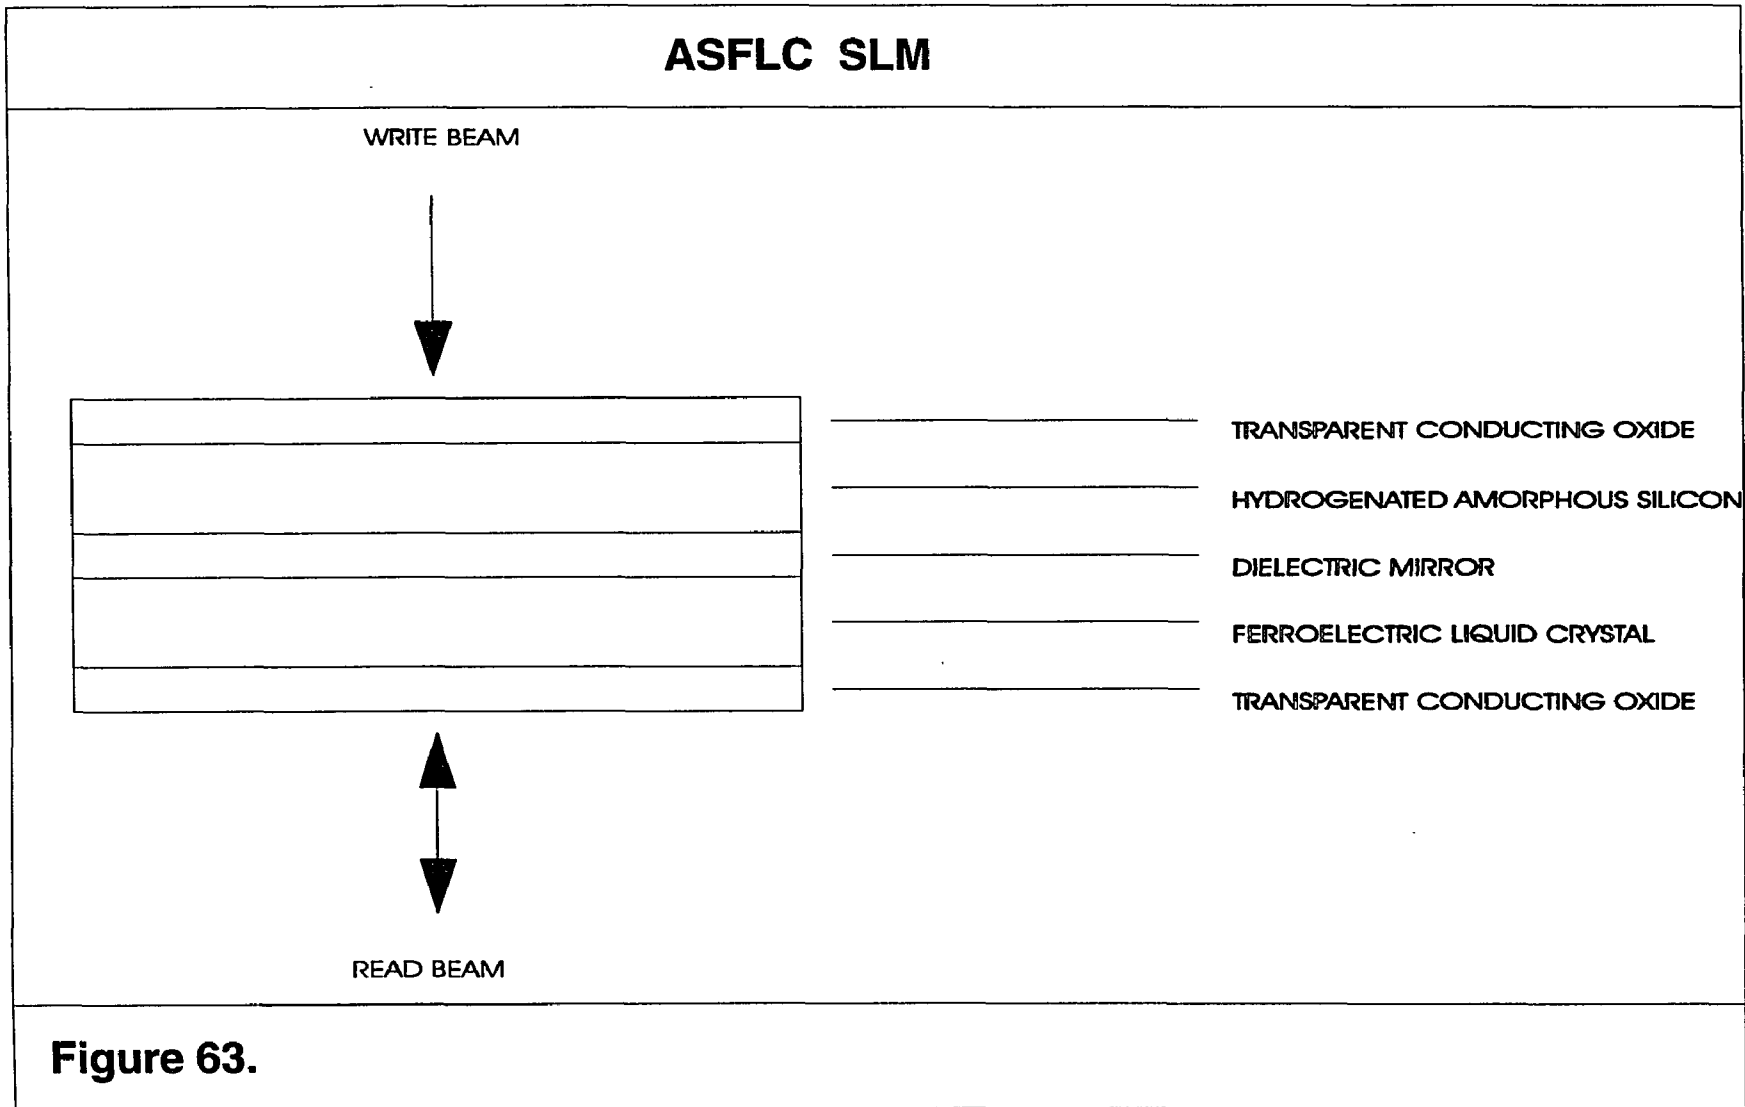 ASFLC SLM
WRITE BEAM
TRANSPARENT CONDUCTING OXIDE
HYDROGENATED AMORPHOUS SILICON
DIELECTRIC MIRROR
FERROELECTRIC LIQUID CRYSTAL
TRANSPARENT CONDUCTING OXIDE
READ BEAM
Figure 63.